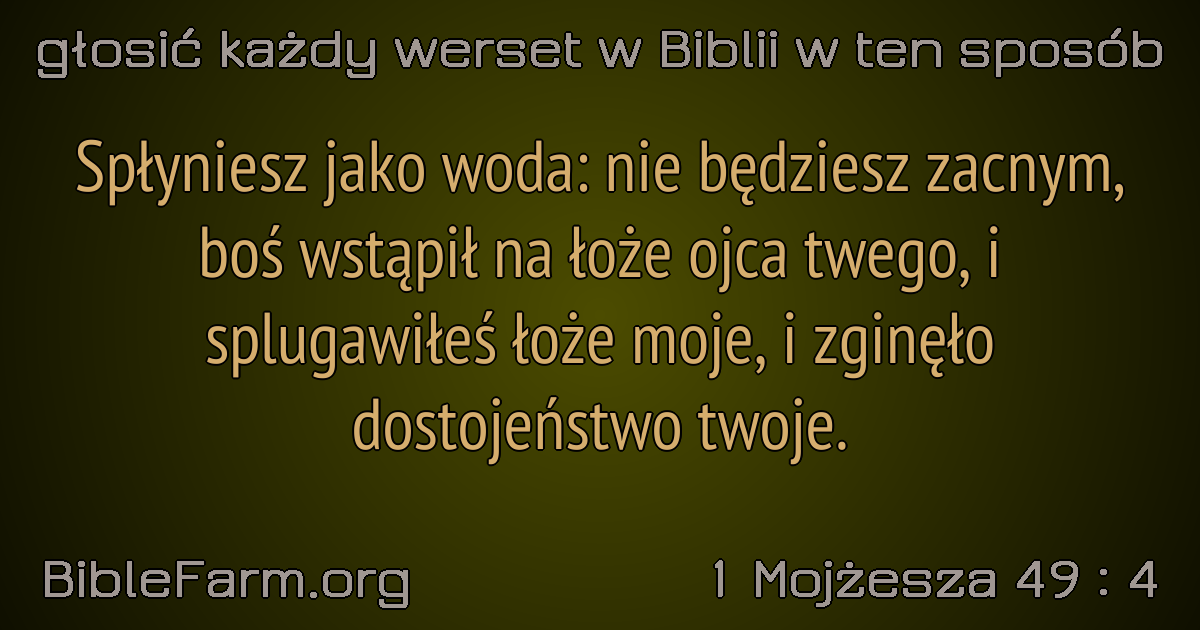 głosić każdy werset w Biblii w ten sposób
Spłyniesz jako woda: nie będziesz zacnym,
boś wstąpił na łoże ojca twego, i
splugawiłeś łoże moje, i zginęło
dostojeństwo twoje.
BibleFarm.org
1 Mojżesza 49 : 4